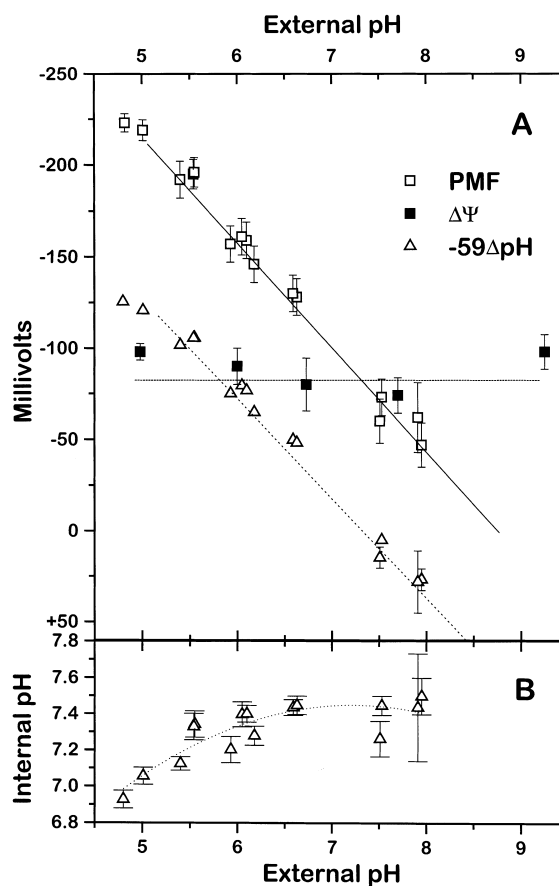 External pH
5 6 7 8 9
-250
A
-200
PMF
ΔΨ
-59ΔpH
-150
-100
Millivolts
-50
0
+50
7.8
B
7.6
7.4
Internal pH
7.2
7.0
6.8
5 6 7 8 9
External pH